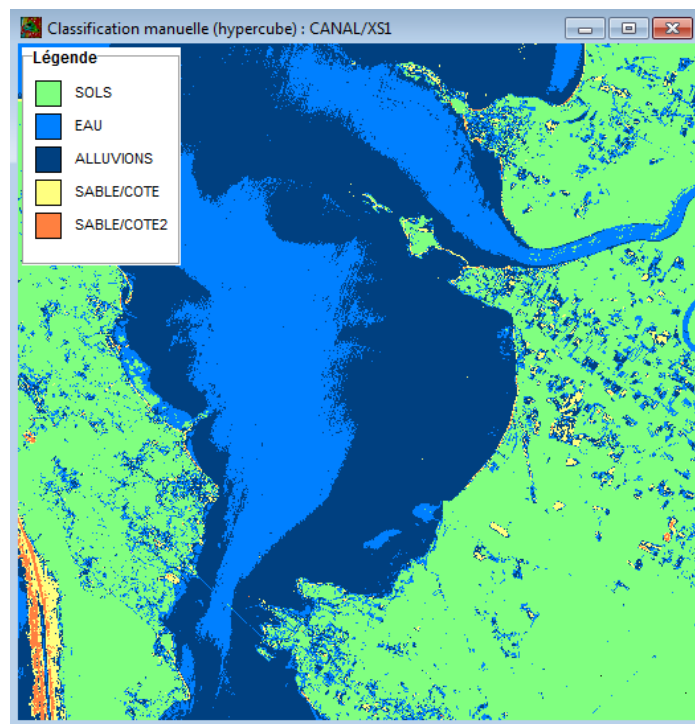 Classification manuelle (hypercube) : CANAL/XS1
Légende
SOLS
EAU
ALLUVIONS
SABLE/COTE
SABLE/COTE2